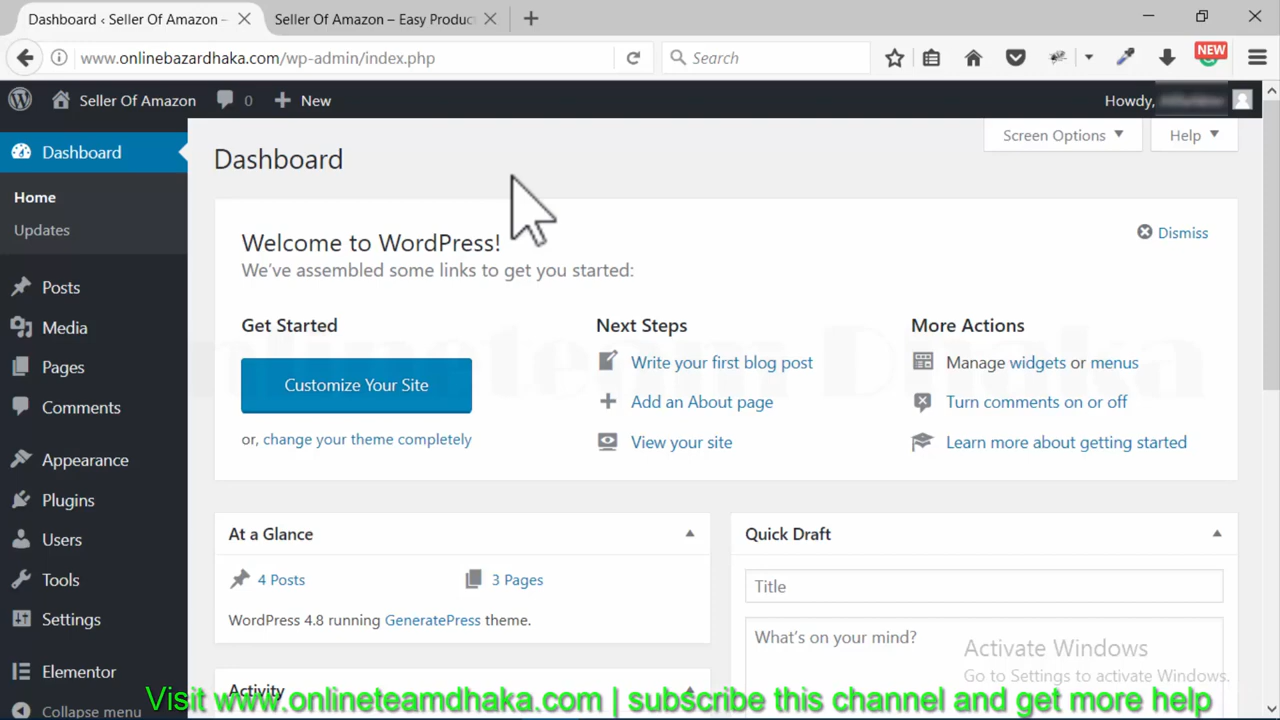 Dashboard ‹ Seller Of Amazon –
Seller Of Amazon – Easy Produc
www.onlinebazardhaka.com/wp-admin/index.php
Search
NEW
Seller Of Amazon
0
New
Howdy,
Dashboard
Home
Updates
Posts
Media
Pages
Comments
Appearance
Plugins
Users
Tools
Settings
Elementor
Collapse menu
Screen Options
Help
Dashboard
Welcome to WordPress!
We've assembled some links to get you started:
Dismiss
Get Started
Customize Your Site
or, change your theme completely
Next Steps
Write your first blog post
Add an About page
View your site
More Actions
Manage widgets or menus
Turn comments on or off
Learn more about getting started
Onlineteam Dhaka
At a Glance
4 Posts
3 Pages
WordPress 4.8 running GeneratePress theme.
Activity
Quick Draft
Title
What's on your mind?
Activate Windows
Go to Settings to activate Windows.
Visit www.onlineteamdhaka.com | subscribe this channel and get more help